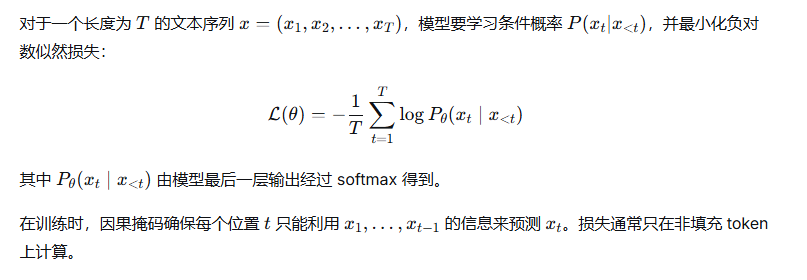 对于一个长度为 T 的文本序列 x = (x₁, x₂, . . . , x_T)，模型要学习条件概率 P(x_t|x_{<t})，并最小化负对
数似然损失：
ℒ(θ) = −\frac{1}{T} \sum_{t=1}^{T} log P_θ(x_t | x_{<t})
其中 P_θ(x_t | x_{<t}) 由模型最后一层输出经过 softmax 得到。
在训练时，因果掩码确保每个位置 t 只能利用 x₁, . . . , x_{t−1} 的信息来预测 x_t。损失通常只在非填充 token
上计算。